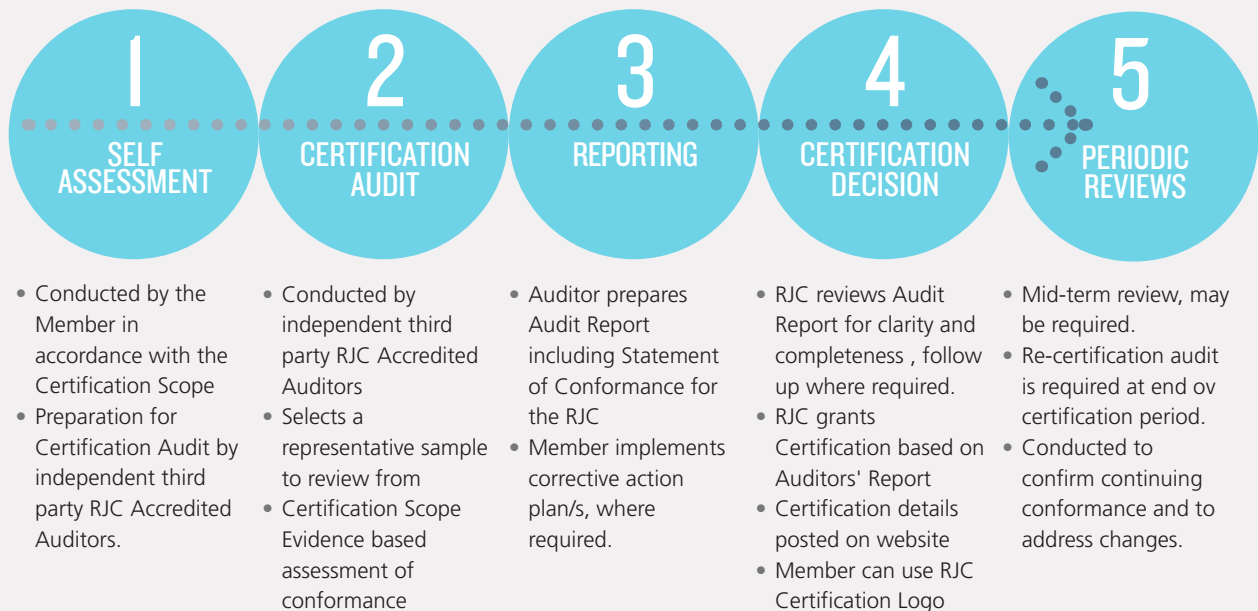 1
SELF
ASSESSMENT
• Conducted by the
Member in
accordance with the
Certification Scope
• Preparation for
Certification Audit by
independent third
party RJC Accredited
Auditors.
2
CERTIFICATION
AUDIT
• Conducted by
independent third
party RJC Accredited
Auditors
• Selects a
representative sample
to review from
• Certification Scope
Evidence based
assessment of
conformance
3
REPORTING
• Auditor prepares
Audit Report
including Statement
of Conformance for
the RJC
• Member implements
corrective action
plan/s, where
required.
4
CERTIFICATION
DECISION
• RJC reviews Audit
Report for clarity and
completeness , follow
up where required.
• RJC grants
Certification based on
Auditors' Report
• Certification details
posted on website
• Member can use RJC
Certification Logo
5
PERIODIC
REVIEWS
• Mid-term review, may
be required.
• Re-certification audit
is required at end ov
certification period.
• Conducted to
confirm continuing
conformance and to
address changes.